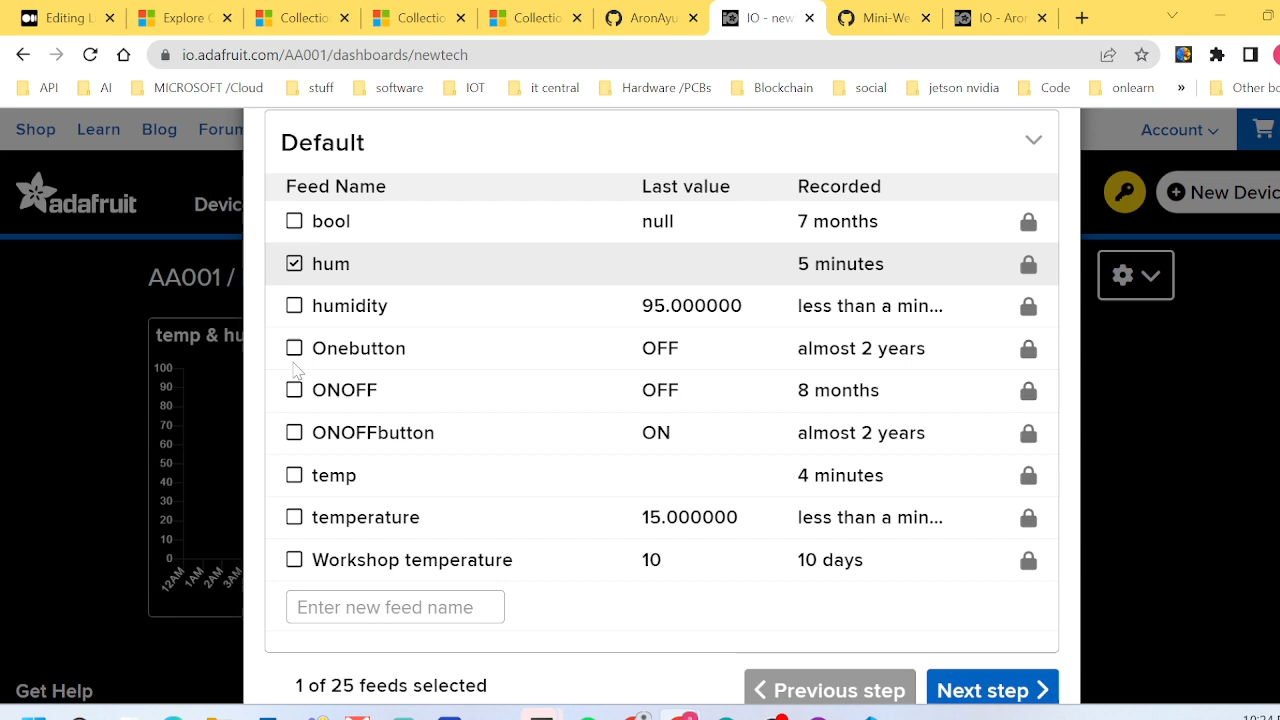 Editing L
Explore C
Collectio
Collectio
Collectio
AronAyu
IO - new
Mini-We
IO - Aror
io.adafruit.com/AA001/dashboards/newtech
API AI MICROSOFT /Cloud stuff software IOT it central Hardware /PCBs Blockchain social jetson nvidia Code onlearn » Other bo
Shop Learn Blog Forum Account
adafruit Devic New Devic
AA001 /
temp & hu
100
90
80
70
60
50
40
30
20
10
0
12AM 1AM 2AM 3AM
Default
Feed Name Last value Recorded
bool null 7 months
hum 5 minutes
humidity 95.000000 less than a min...
Onebutton OFF almost 2 years
ONOFF OFF 8 months
ONOFFbutton ON almost 2 years
temp 4 minutes
temperature 15.000000 less than a min...
Workshop temperature 10 10 days
Enter new feed name
1 of 25 feeds selected
Previous step Next step
Get Help